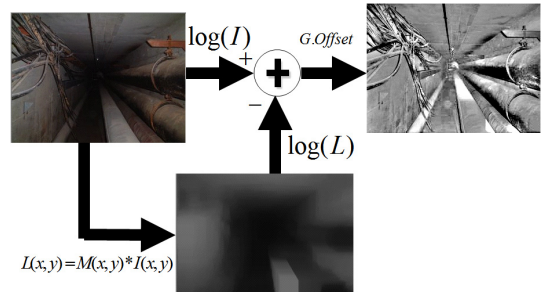 log(I)
+
G.Offset
+
−
log(L)
L(x,y)=M(x,y)*I(x,y)